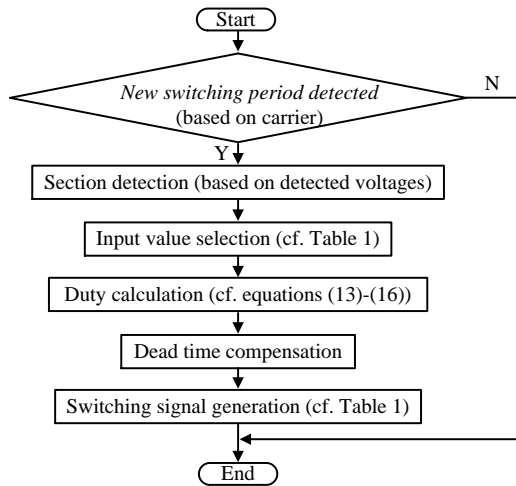 Start
New switching period detected
(based on carrier)
N
Y
Section detection (based on detected voltages)
Input value selection (cf. Table 1)
Duty calculation (cf. equations (13)-(16))
Dead time compensation
Switching signal generation (cf. Table 1)
End